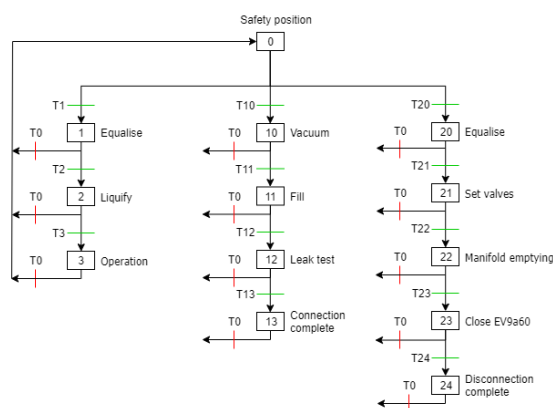 Safety position
0
T1
T10
T20
T0
1
Equalise
T0
10
Vacuum
T0
20
Equalise
T2
T11
T21
T0
2
Liquify
T0
11
Fill
T0
21
Set valves
T3
T12
T22
T0
3
Operation
T0
12
Leak test
T0
22
Manifold emptying
T13
T23
T0
13
Connection
complete
T0
23
Close EV9a60
T24
T0
24
Disconnection
complete